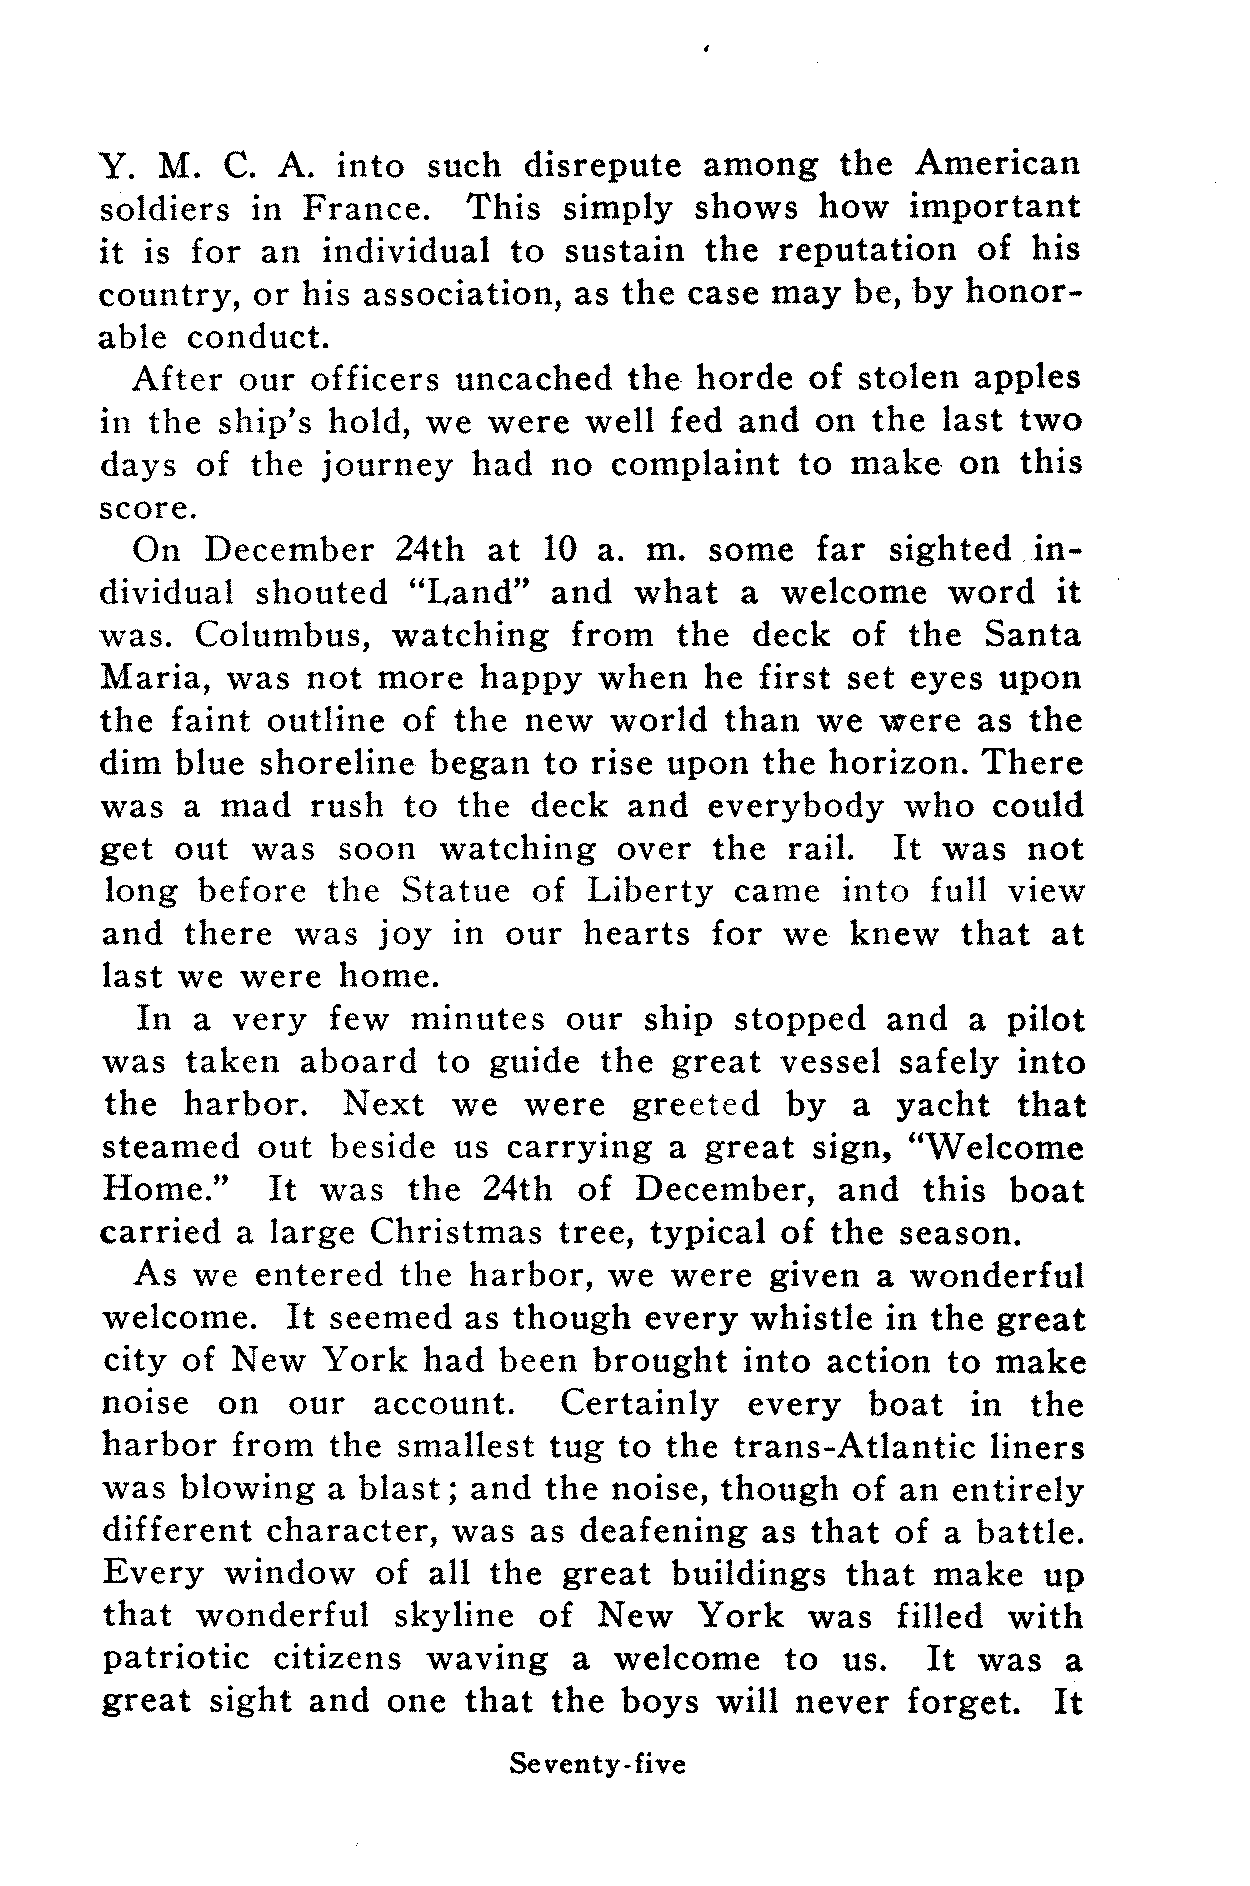 Y. M. C. A. into such disrepute among the American
soldiers in France. This simply shows how important
it is for an individual to sustain the reputation of his
country, or his association, as the case may be, by honor-
able conduct.
After our officers uncached the horde of stolen apples
in the ship's hold, we were well fed and on the last two
days of the journey had no complaint to make on this
score.
On December 24th at 10 a. m. some far sighted in-
dividual shouted "Land" and what a welcome word it
was. Columbus, watching from the deck of the Santa
Maria, was not more happy when he first set eyes upon
the faint outline of the new world than we were as the
dim blue shoreline began to rise upon the horizon. There
was a mad rush to the deck and everybody who could
get out was soon watching over the rail. It was not
long before the Statue of Liberty came into full view
and there was joy in our hearts for we knew that at
last we were home.
In a very few minutes our ship stopped and a pilot
was taken aboard to guide the great vessel safely into
the harbor. Next we were greeted by a yacht that
steamed out beside us carrying a great sign, "Welcome
Home." It was the 24th of December, and this boat
carried a large Christmas tree, typical of the season.
As we entered the harbor, we were given a wonderful
welcome. It seemed as though every whistle in the great
city of New York had been brought into action to make
noise on our account. Certainly every boat in the
harbor from the smallest tug to the trans-Atlantic liners
was blowing a blast; and the noise, though of an entirely
different character, was as deafening as that of a battle.
Every window of all the great buildings that make up
that wonderful skyline of New York was filled with
patriotic citizens waving a welcome to us. It was a
great sight and one that the boys will never forget. It
Seventy-five